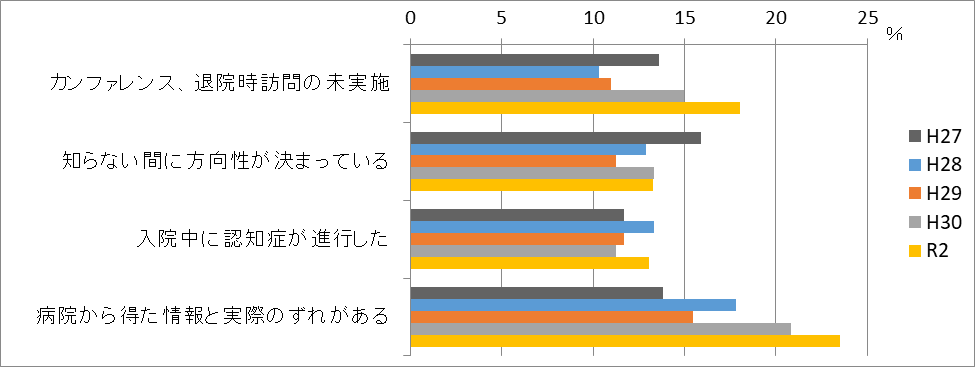 0 5 10 15 20 25
%
カンファレンス、退院時訪問の未実施
知らない間に方向性が決まっている
入院中に認知症が進行した
病院から得た情報と実際のずれがある
H27
H28
H29
H30
R2